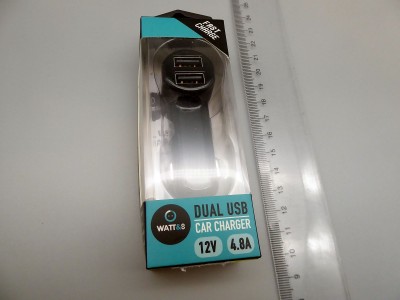 FAST
CHARGE
WATT&S
DUAL USB
CAR CHARGER
12V 4.8A